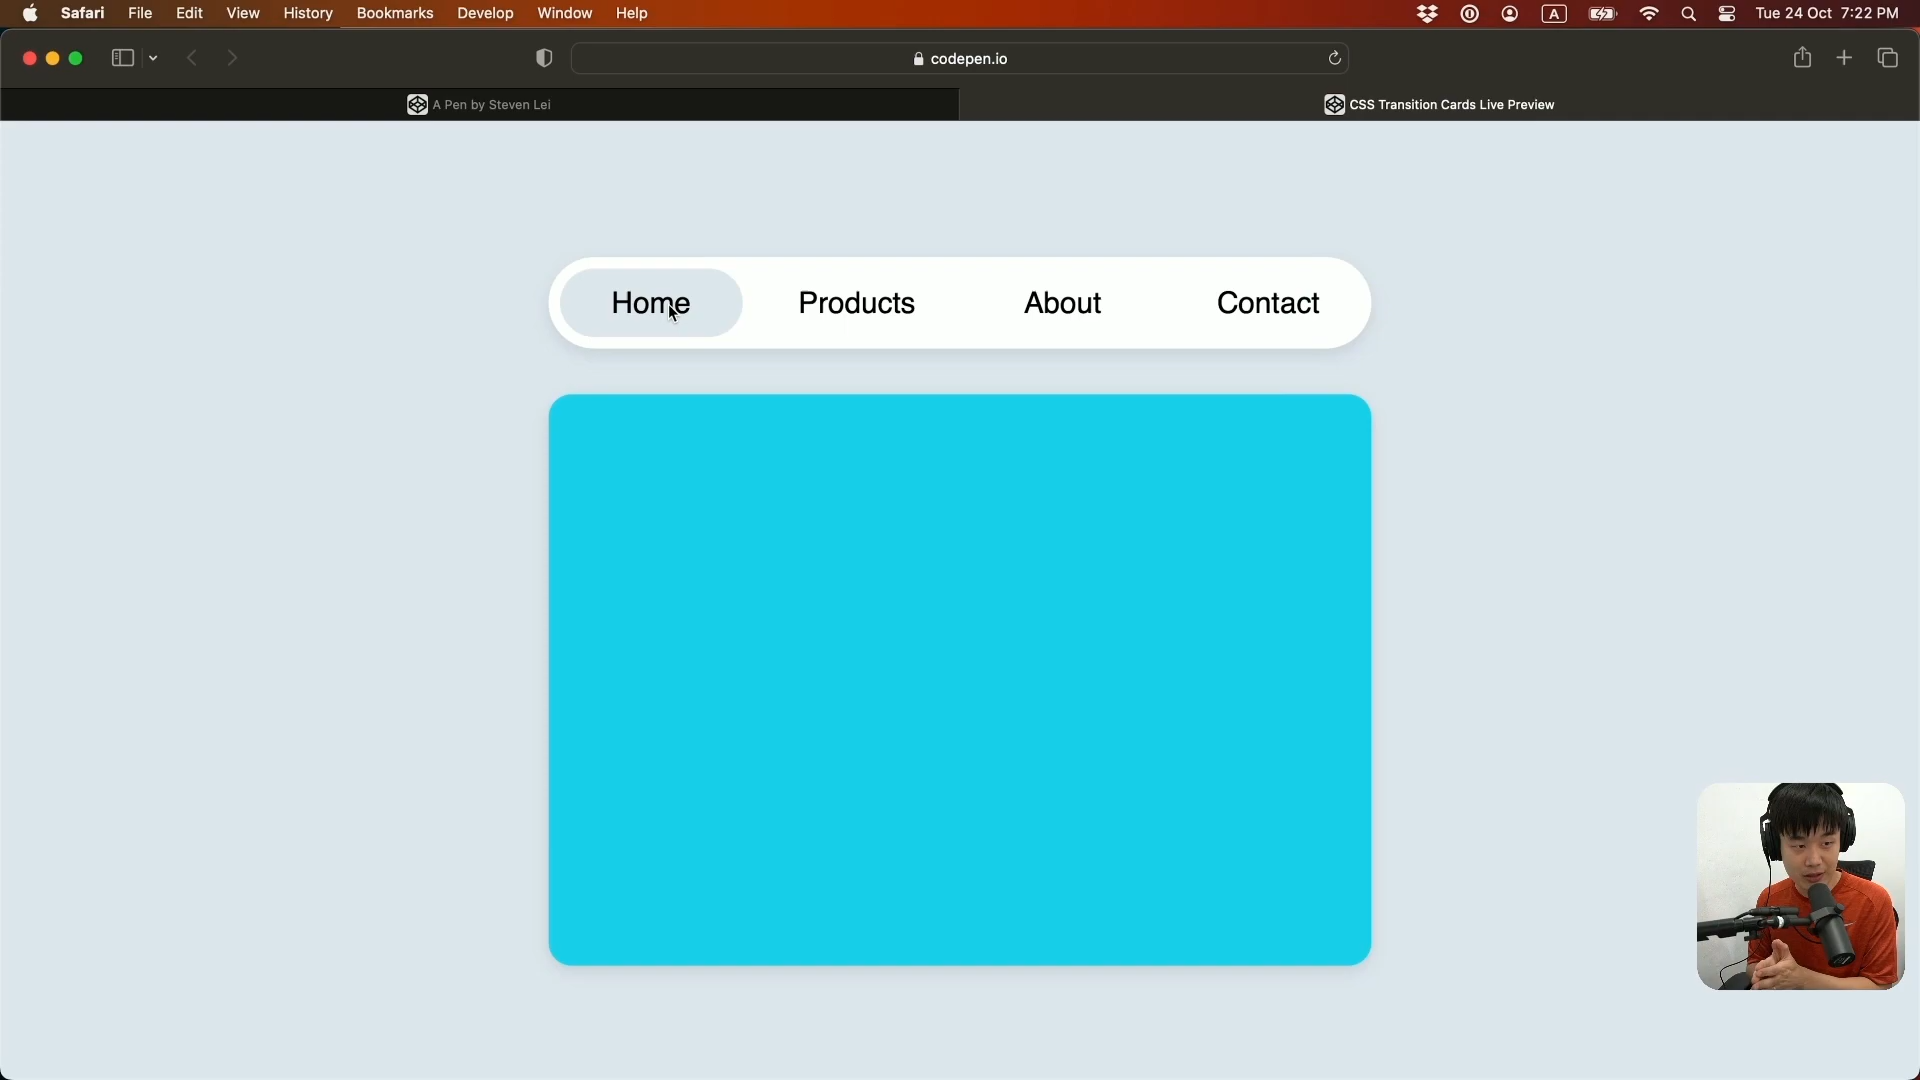 Safari File Edit View History Bookmarks Develop Window Help A Tue 24 Oct 7:22 PM
codepen.io
A Pen by Steven Lei CSS Transition Cards Live Preview
Home Products About Contact